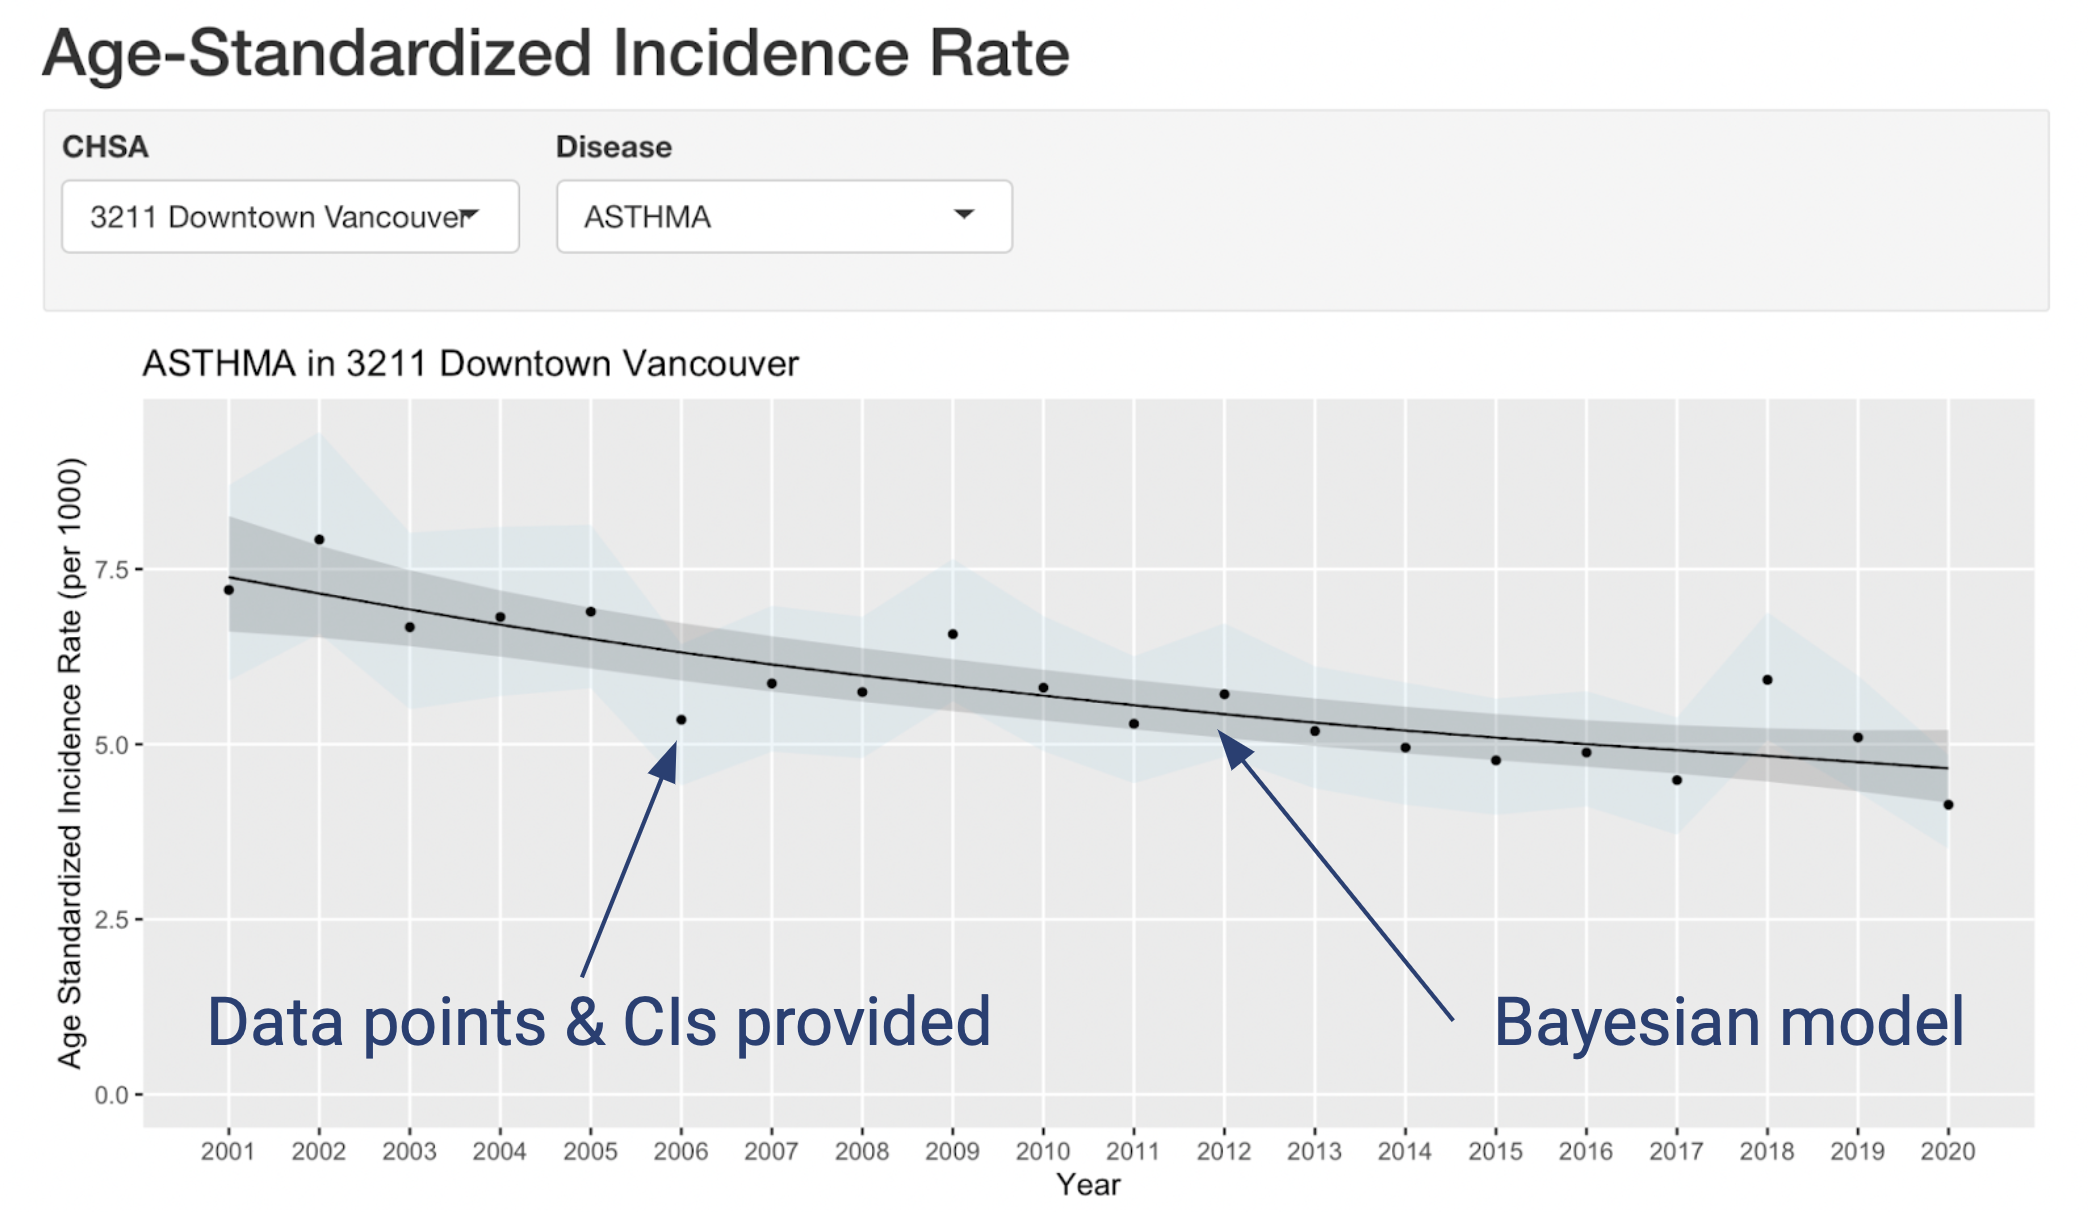 Age-Standardized Incidence Rate
CHSA
Disease
3211 Downtown Vancouver
ASTHMA
ASTHMA in 3211 Downtown Vancouver
Age Standardized Incidence Rate (per 1000)
7.5
5.0
2.5
0.0
Data points & CIs provided
Bayesian model
2001 2002 2003 2004 2005 2006 2007 2008 2009 2010 2011 2012 2013 2014 2015 2016 2017 2018 2019 2020
Year